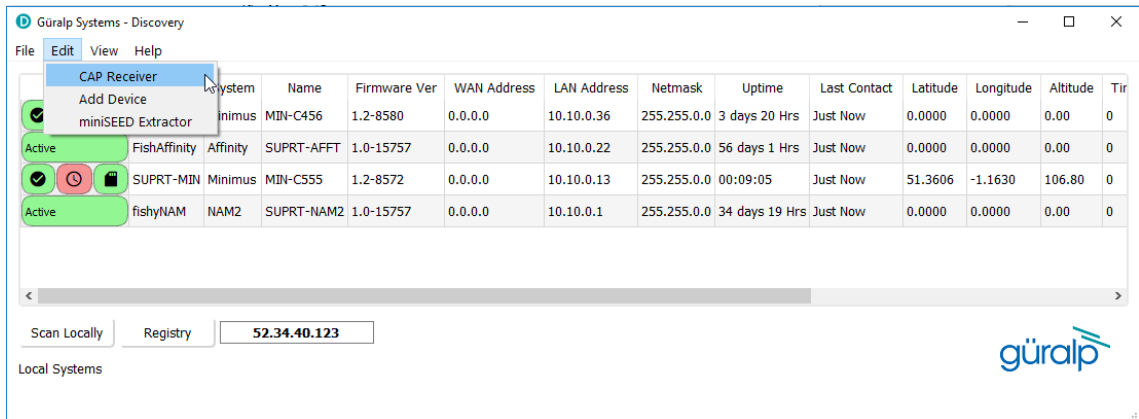 Güralp Systems - Discovery
File Edit View Help
CAP Receiver
Add Device
miniSEED Extractor
Name Firmware Ver WAN Address LAN Address Netmask Uptime Last Contact Latitude Longitude Altitude
MIN-C456 1.2-8580 0.0.0.0 10.10.0.36 255.255.0.0 3 days 20 Hrs Just Now 0.0000 0.0000 0.00 0
Active FishAffinity Affinity SUPRT-AFFT 1.0-15757 0.0.0.0 10.10.0.22 255.255.0.0 56 days 1 Hrs Just Now 0.0000 0.0000 0.00 0
SUPRT-MIN Minimus MIN-C555 1.2-8572 0.0.0.0 10.10.0.13 255.255.0.0 00:09:05 Just Now 51.3606 -1.1630 106.80 0
Active fishyNAM NAM2 SUPRT-NAM2 1.0-15757 0.0.0.0 10.10.0.1 255.255.0.0 34 days 19 Hrs Just Now 0.0000 0.0000 0.00 0
Scan Locally Registry 52.34.40.123
güralp
Local Systems